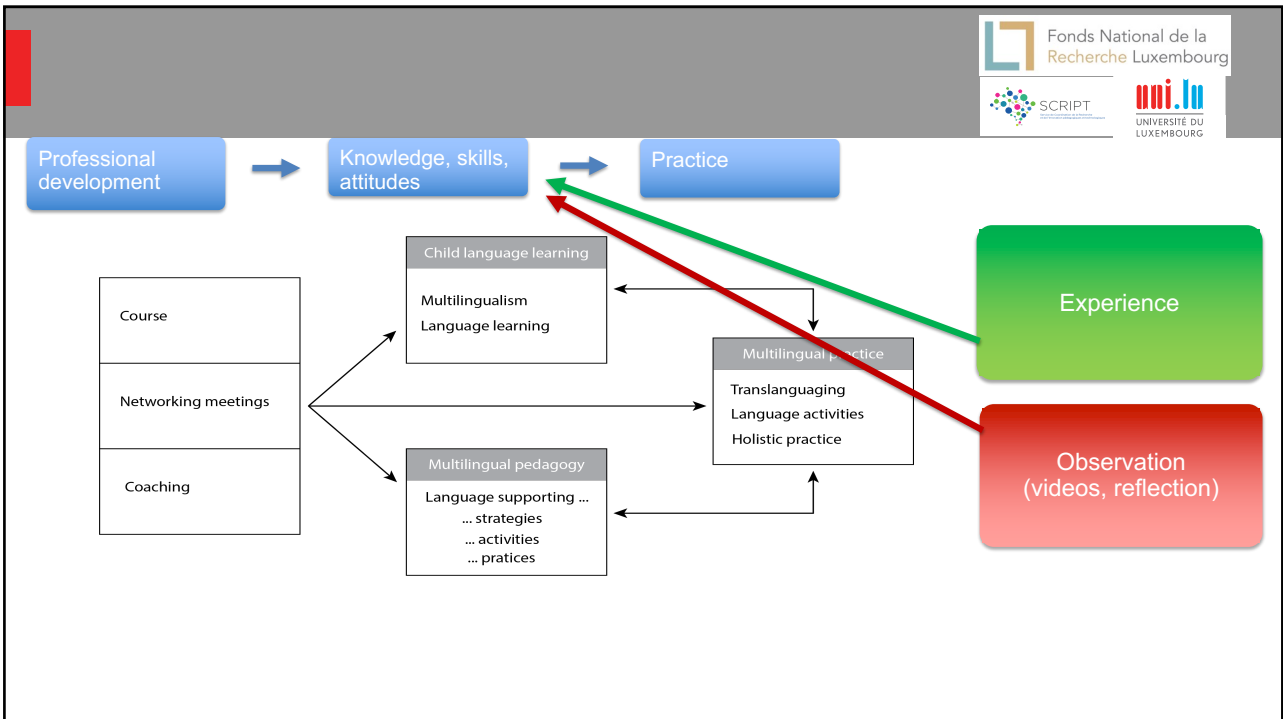 Fonds National de la
Recherche Luxembourg
SCRIPT
uni.lu
UNIVERSITÉ DU
LUXEMBOURG
Professional
development
Knowledge, skills,
attitudes
Practice
Child language learning
Multilingualism
Language learning
Course
Networking meetings
Coaching
Multilingual practice
Translanguaging
Language activities
Holistic practice
Multilingual pedagogy
Language supporting ...
... strategies
... activities
... pratices
Experience
Observation
(videos, reflection)